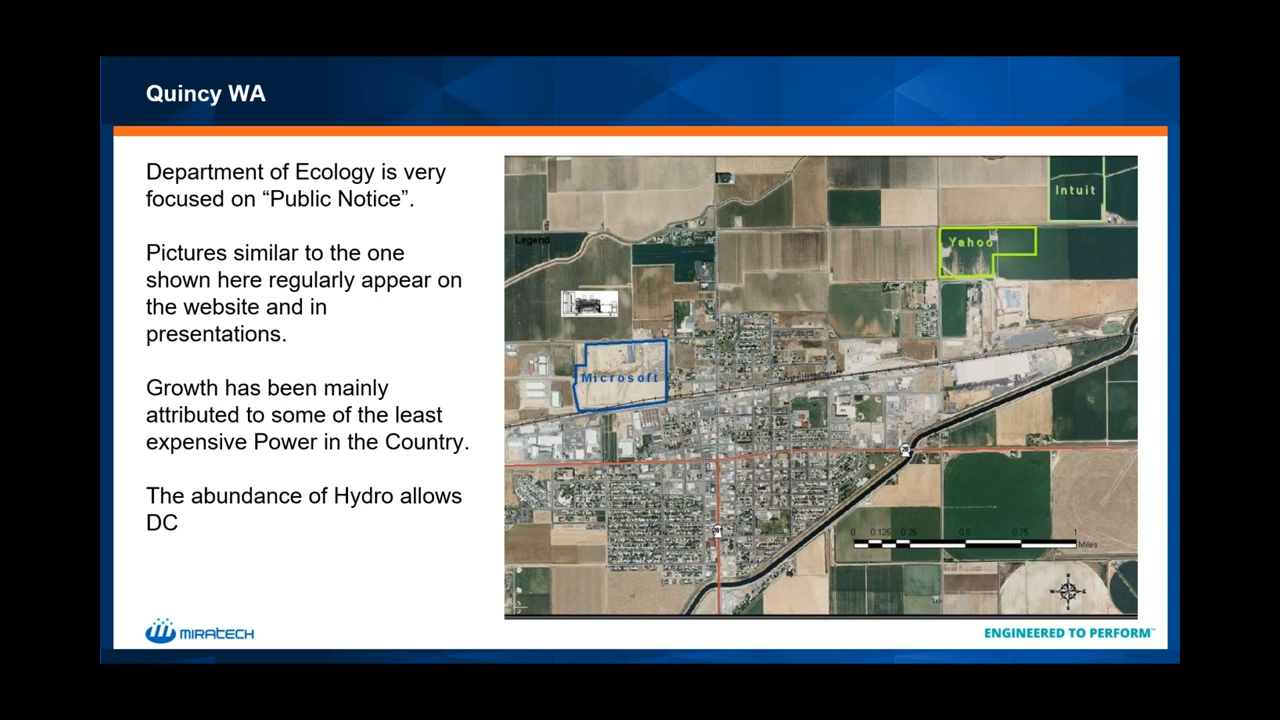 Quincy WA
Department of Ecology is very
focused on “Public Notice”.
Pictures similar to the one
shown here regularly appear on
the website and in
presentations.
Growth has been mainly
attributed to some of the least
expensive Power in the Country.
The abundance of Hydro allows
DC
Intuit
Yahoo
Legend
Microsoft
28
281
0 0.125 0.25 0.5 0.75 1
Miles
N
W E
S
MIRATECH
ENGINEERED TO PERFORM™